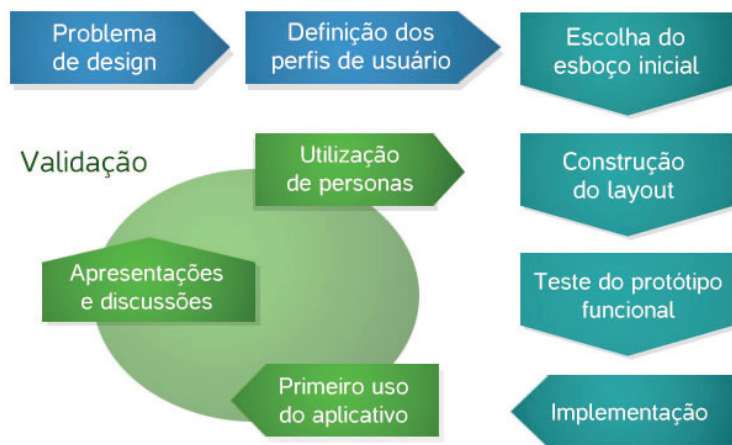 Problema
de design
Definição dos
perfis de usuário
Escolha do
esboço inicial
Construção
do layout
Teste do protótipo
funcional
Implementação
Validação
Primeiro uso
do aplicativo
Apresentações
e discussões
Utilização
de personas